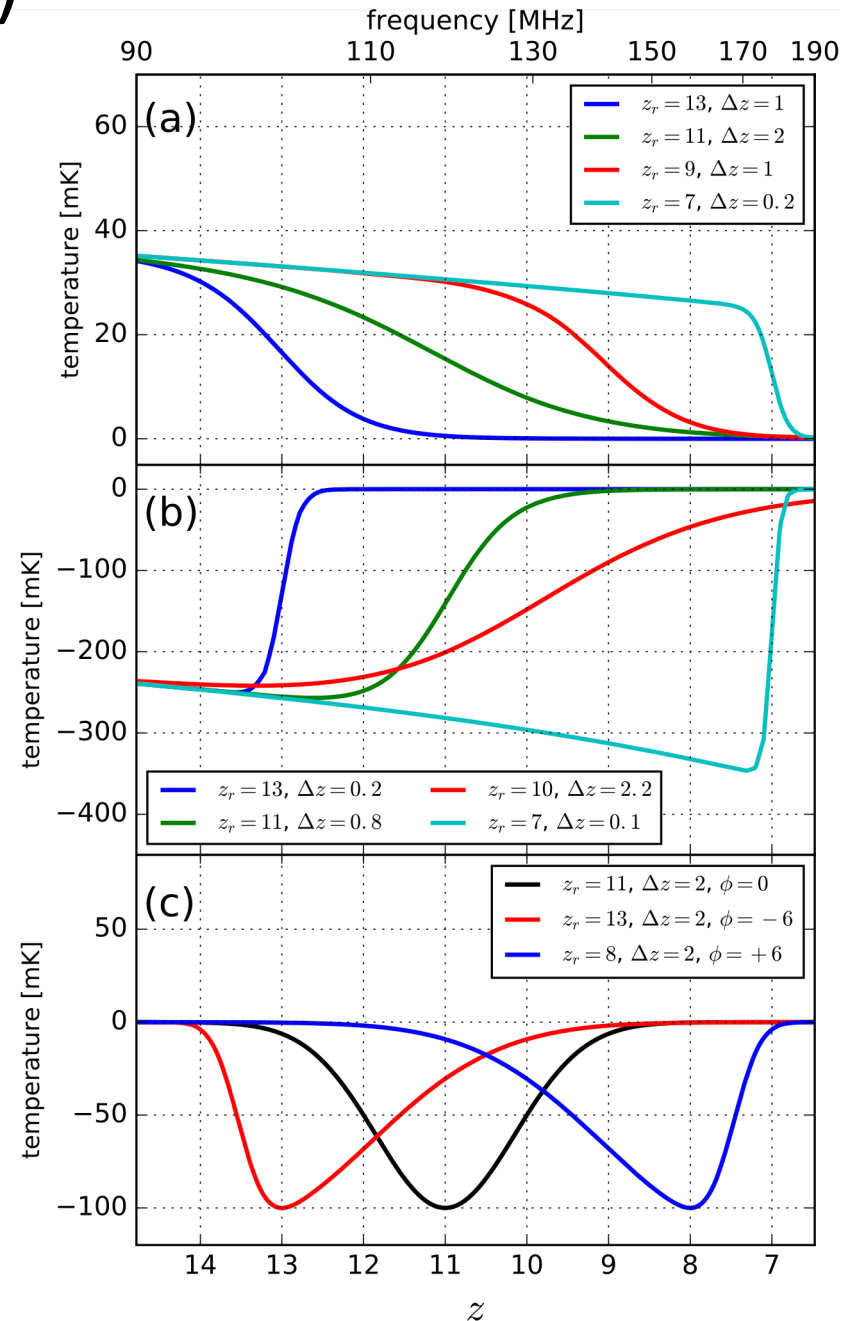 )
frequency [MHz]
90 110 130 150 170 190
(a)
z_r = 13, Δz = 1
z_r = 11, Δz = 2
z_r = 9, Δz = 1
z_r = 7, Δz = 0.2
temperature [mK]
60
40
20
0
(b)
0
−100
−200
−300
−400
temperature [mK]
z_r = 13, Δz = 0.2
z_r = 11, Δz = 0.8
z_r = 10, Δz = 2.2
z_r = 7, Δz = 0.1
(c)
z_r = 11, Δz = 2, ϕ = 0
z_r = 13, Δz = 2, ϕ = −6
z_r = 8, Δz = 2, ϕ = +6
temperature [mK]
50
0
−50
−100
14 13 12 11 10 9 8 7
z